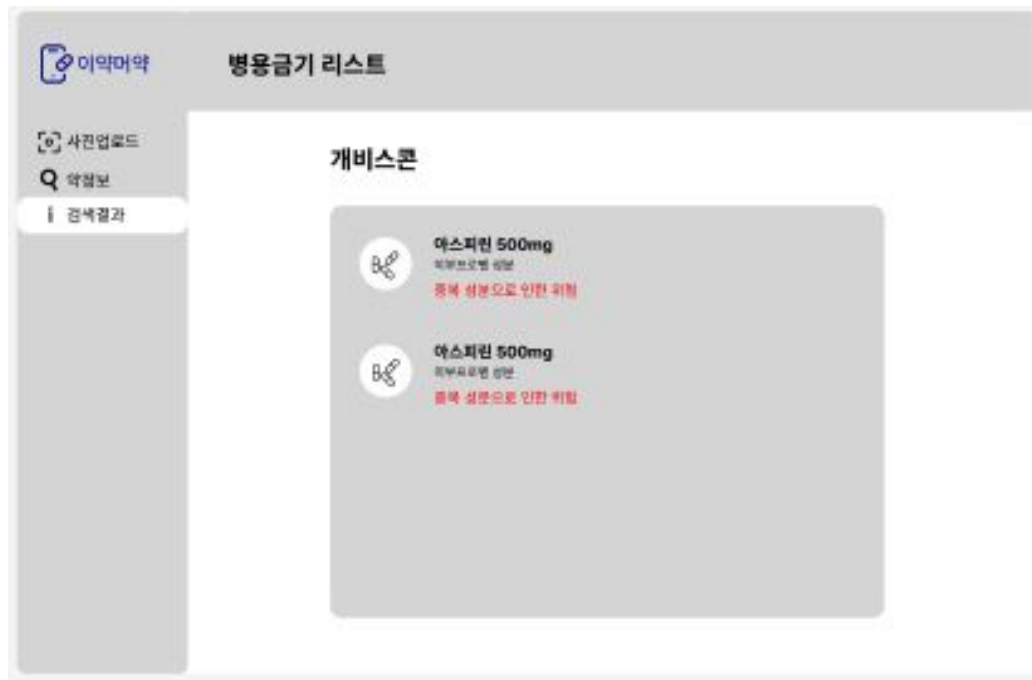 이약머약
병용금기 리스트
사진업로드
약정보
검색결과
개비스콘
아스피린 500mg
이부프로펜 성분
중복 성분으로 인한 위험
아스피린 500mg
이부프로펜 성분
중복 성분으로 인한 위험